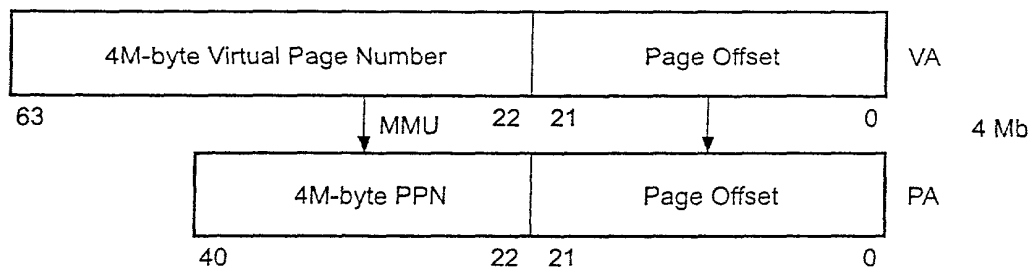 4M-byte Virtual Page Number Page Offset VA
63 MMU 22 21 0 4 Mb
4M-byte PPN Page Offset PA
40 22 21 0